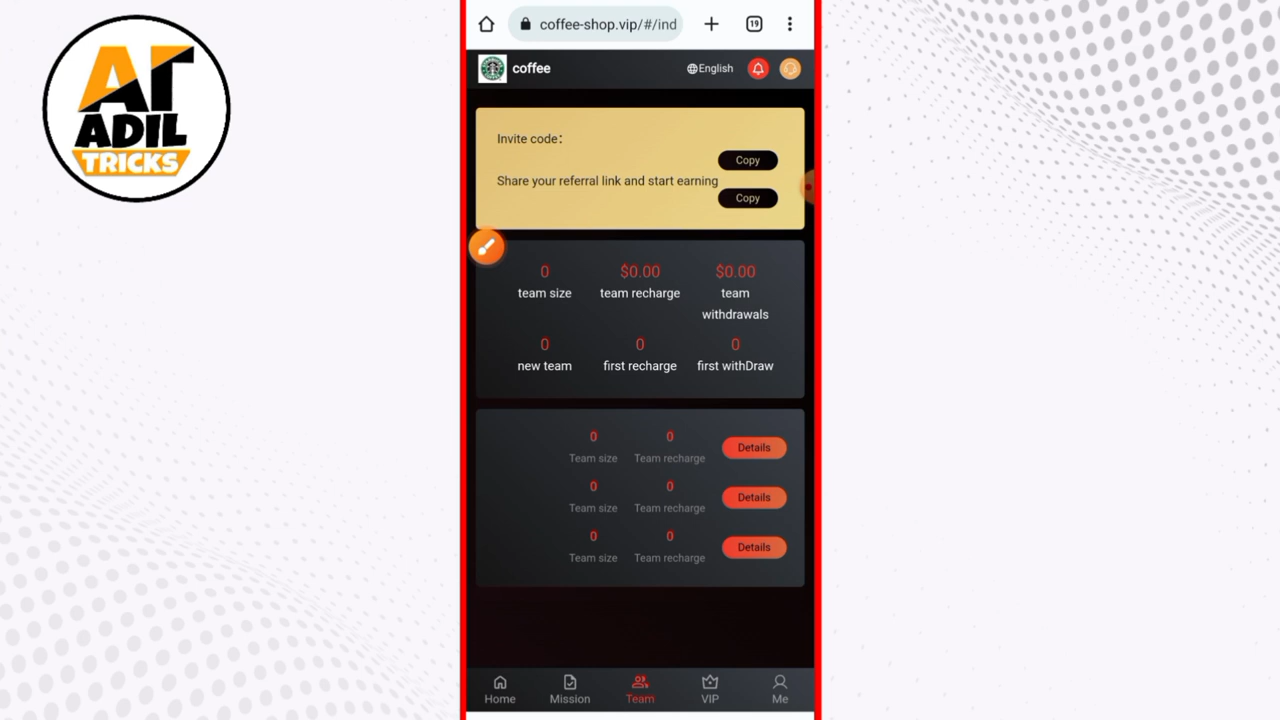 AT
ADIL
TRICKS
coffee-shop.vip/#/ind
19
coffee
English
Invite code:
Copy
Share your referral link and start earning
Copy
0
$0.00
$0.00
team size
team recharge
team
withdrawals
0
0
0
new team
first recharge
first withDraw
0
0
Details
Team size
Team recharge
0
0
Details
Team size
Team recharge
0
0
Details
Team size
Team recharge
Home
Mission
Team
VIP
Me